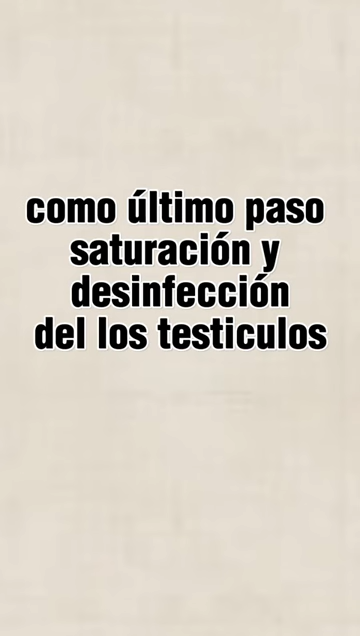 como último paso
saturación y
desinfección
del los testiculos